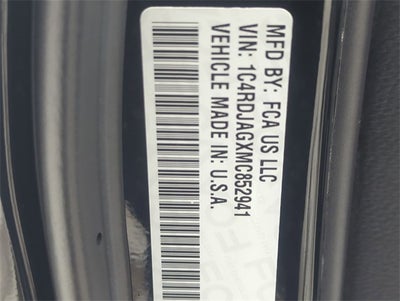 MFD BY: FCA US LLC
VIN: 1C4RDJAGXMC852941
VEHICLE MADE IN: U.S.A.